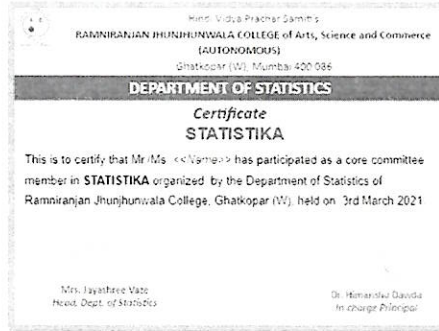 Hindi Vidya Prachar Samiti's
RAMNIRANJAN JHUNJHUNWALA COLLEGE of Arts, Science and Commerce
(AUTONOMOUS)
Ghatkopar (W), Mumbai 400 086
DEPARTMENT OF STATISTICS
Certificate
STATISTIKA
This is to certify that Mr/Ms. <<Name>> has participated as a core committee
member in STATISTIKA organized by the Department of Statistics of
Ramniranjan Jhunjhunwala College, Ghatkopar (W), held on 3rd March 2021
Mrs. Jayashree Vaze
Head, Dept. of Statistics
Dr. Himanshu Dawda
In charge Principal